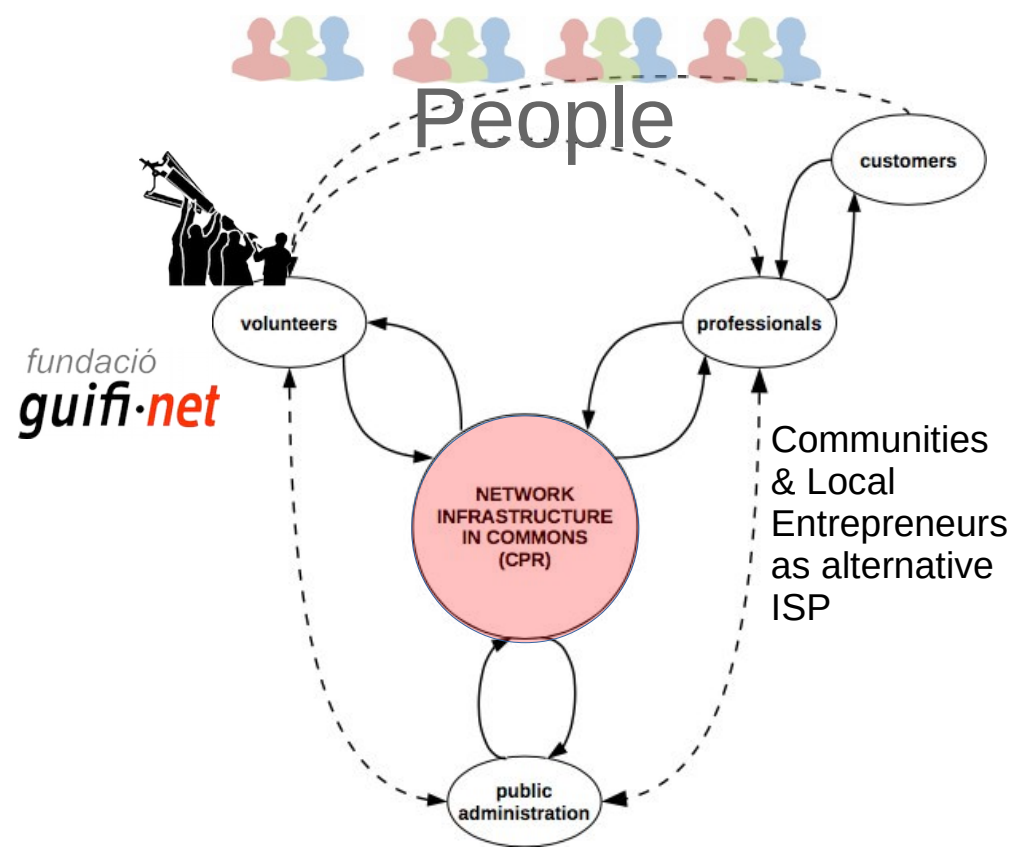 People
customers
volunteers
professionals
fundació
guifi·net
Communities
& Local
Entrepreneurs
as alternative
ISP
NETWORK
INFRASTRUCTURE
IN COMMONS
(CPR)
public
administration